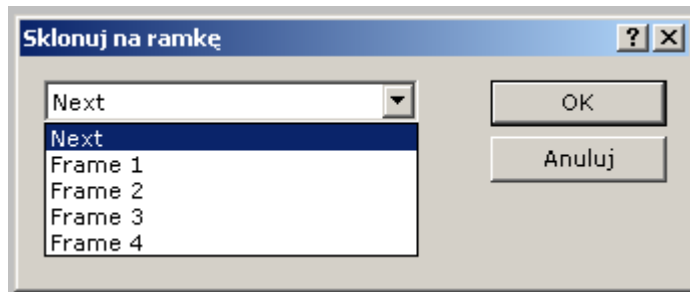 Sklonuj na ramkę
Next
OK
Next
Frame 1
Anuluj
Frame 2
Frame 3
Frame 4